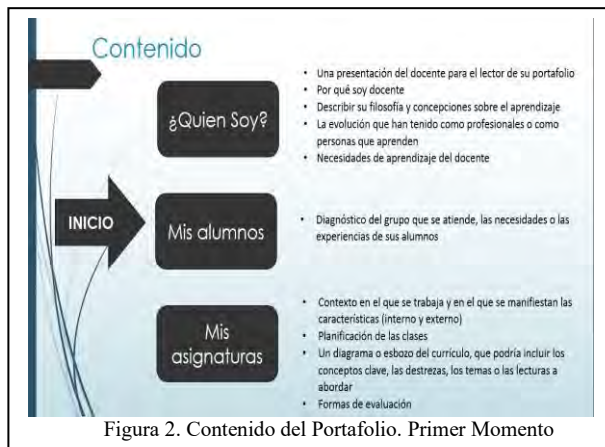 Contenido
¿Quien Soy?
• Una presentación del docente para el lector de su portafolio
• Por qué soy docente
• Describir su filosofía y concepciones sobre el aprendizaje
• La evolución que han tenido como profesionales o como
personas que aprenden
• Necesidades de aprendizaje del docente
INICIO
Mis alumnos
• Diagnóstico del grupo que se atiende, las necesidades o las
experiencias de sus alumnos
Mis
asignaturas
• Contexto en el que se trabaja y en el que se manifiestan las
características (interno y externo)
• Planificación de las clases
• Un diagrama o esbozo del currículo, que podría incluir los
conceptos clave, las destrezas, los temas o las lecturas a
abordar
• Formas de evaluación
Figura 2. Contenido del Portafolio. Primer Momento